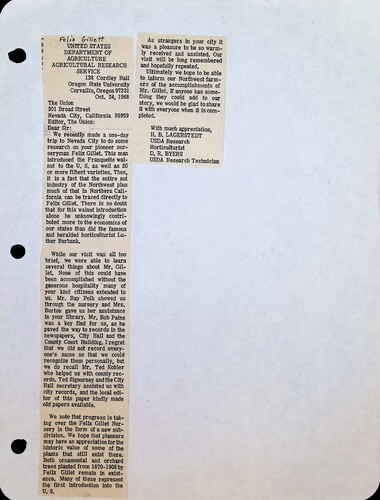 Felix Gillett
UNITED STATES
DEPARTMENT OF
AGRICULTURE
AGRICULTURAL RESEARCH
SERVICE
138 Cordley Hall
Oregon State University
Corvallis, Oregon 97331
Oct. 24, 1968
The Union
301 Broad Street
Nevada City, California 95959
Editor, The Union:
Dear Sir:
We recently made a one-day
trip to Nevada City to do some
research on your pioneer nur-
seryman Felix Gillet. This man
introduced the Franquette wal-
nut to the U. S, as well as 20
or more filbert varieties. Thus,
it is a fact that the entire nut
industry of the Northwest plus
much of that in Northern Calif-
ornia can be traced directly to
Felix Gillet. There is no doubt
that for this walnut introduction
alone he unknowingly contri-
buted more to the economics of
our states than did the famous
and heralded horticulturist Lu-
ther Burbank.
While our visit was all too
brief, we were able to learn
several things about Mr. Gil-
let. None of this could have
been accomplished without the
generous hospitality many of
your kind citizens extended to
us. Mr. Ray Polk showed us
through the nursery and Mrs.
Burton gave us her assistance
in your library. Mr. Bob Paine
was a key find for us, as he
paved the way to records in the
newspapers, City Hall and the
County Court Building. I regret
that we did not record every-
one's name so that we could
recognize them personally, but
we do recall Mr. Ted Kohler
who helped us with county rec-
ords, Ted Sigourney and the City
Hall secretary assisted us with
city records, and the local editor
of this paper kindly made
old papers available.
We note that progress is tak-
ing over the Felix Gillet Nur-
sery in the form of a new sub-
division. We hope that planners
may have an appreciation for the
historic value of some of the
plants that still exist there.
Both ornamental and orchard
trees planted from 1870-1908 by
Felix Gillet remain in exist-
ence. Many of these represent
the first introduction into the
U. S.
As strangers in your city it
was a pleasure to be so warm-
ly received and assisted. Our
visit will be long remembered
and hopefully repeated.
Ultimately we hope to be able
to inform our Northwest farm-
ers of the accomplishments of
Mr. Gillet. If anyone has some-
thing they could add to our
story, we would be glad to share
it with everyone when it is com-
pleted.
With much appreciation,
H. B. LAGERSTEDT
USDA Research
Horticulturist
D. R. BYERS
USDA Research Technician